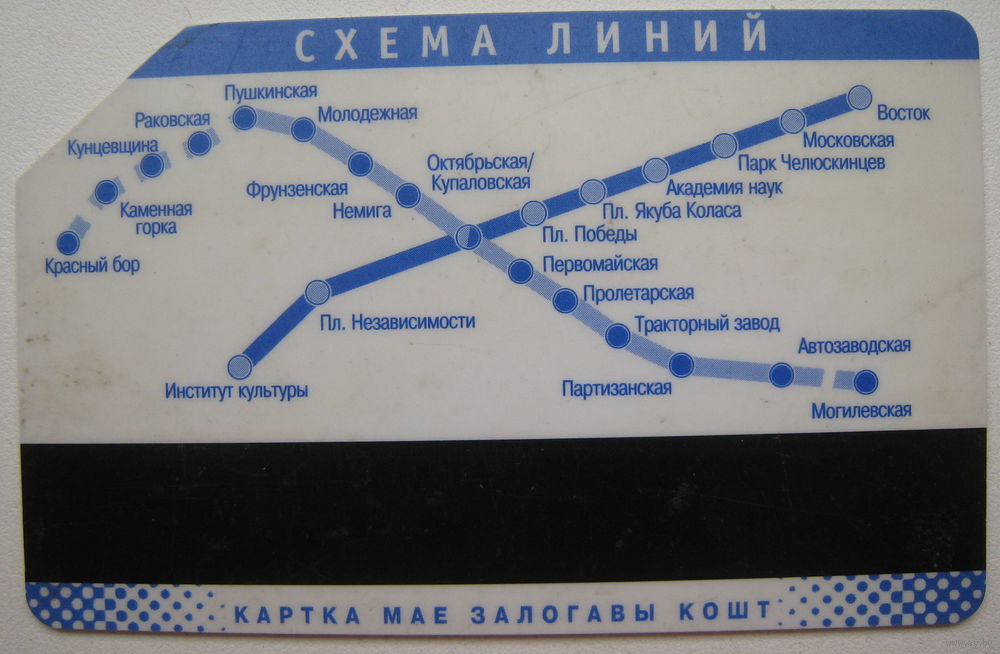 СХЕМА ЛИНИЙ
Пушкинская
Молодежная
Раковская
Кунцевщина
Каменная
горка
Красный бор
Фрунзенская
Немига
Октябрьская/
Купаловская
Восток
Московская
Парк Челюскинцев
Академия наук
Пл. Якуба Коласа
Пл. Победы
Первомайская
Пролетарская
Тракторный завод
Пл. Независимости
Институт культуры
Партизанская
Автозаводская
Могилевская
КАРТКА МАЕ ЗАЛОГАВЫ КОШТ